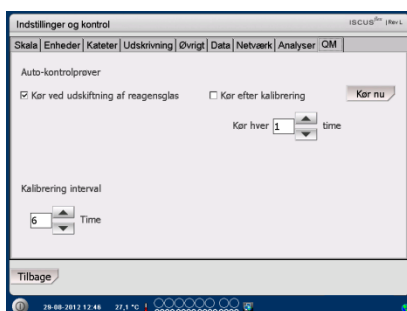 Indstillinger og kontrol
ISCUSflex |Rev L
Skala Enheder Kateter Udskrivning Øvrigt Data Netværk Analyser QM
Auto-kontrolprøver
Kør ved udskiftning af reagensglas
Kør efter kalibrering
Kør nu
Kør hver 1 time
Kalibrering interval
6 Time
Tilbage
29-08-2012 12:46 27,1 °C